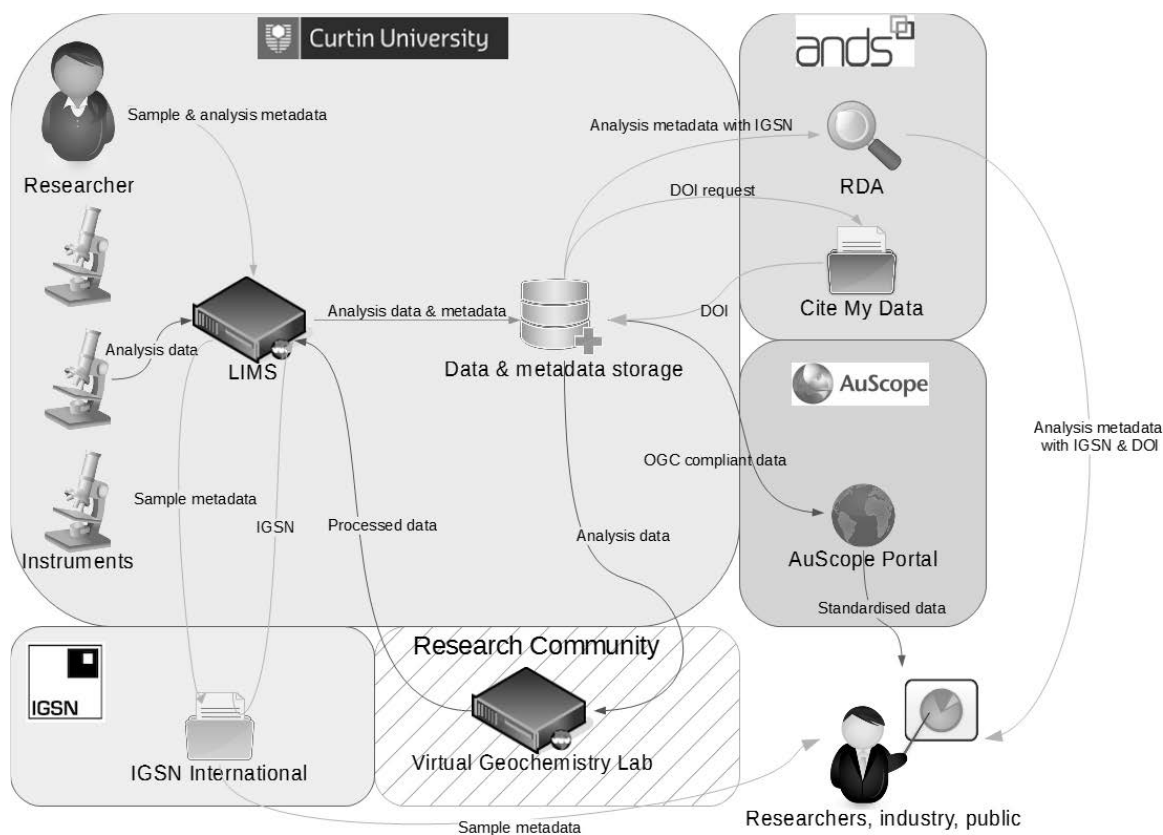 Curtin University
ands
Sample & analysis metadata
Analysis metadata with IGSN
Researcher
RDA
DOI request
Cite My Data
DOI
Analysis data & metadata
Analysis data
LIMS
Data & metadata storage
AuScope
Analysis metadata
with IGSN & DOI
OGC compliant data
Sample metadata
IGSN
Processed data
Analysis data
Instruments
AuScope Portal
Standardised data
Research Community
IGSN
IGSN International
Virtual Geochemistry Lab
Researchers, industry, public
Sample metadata